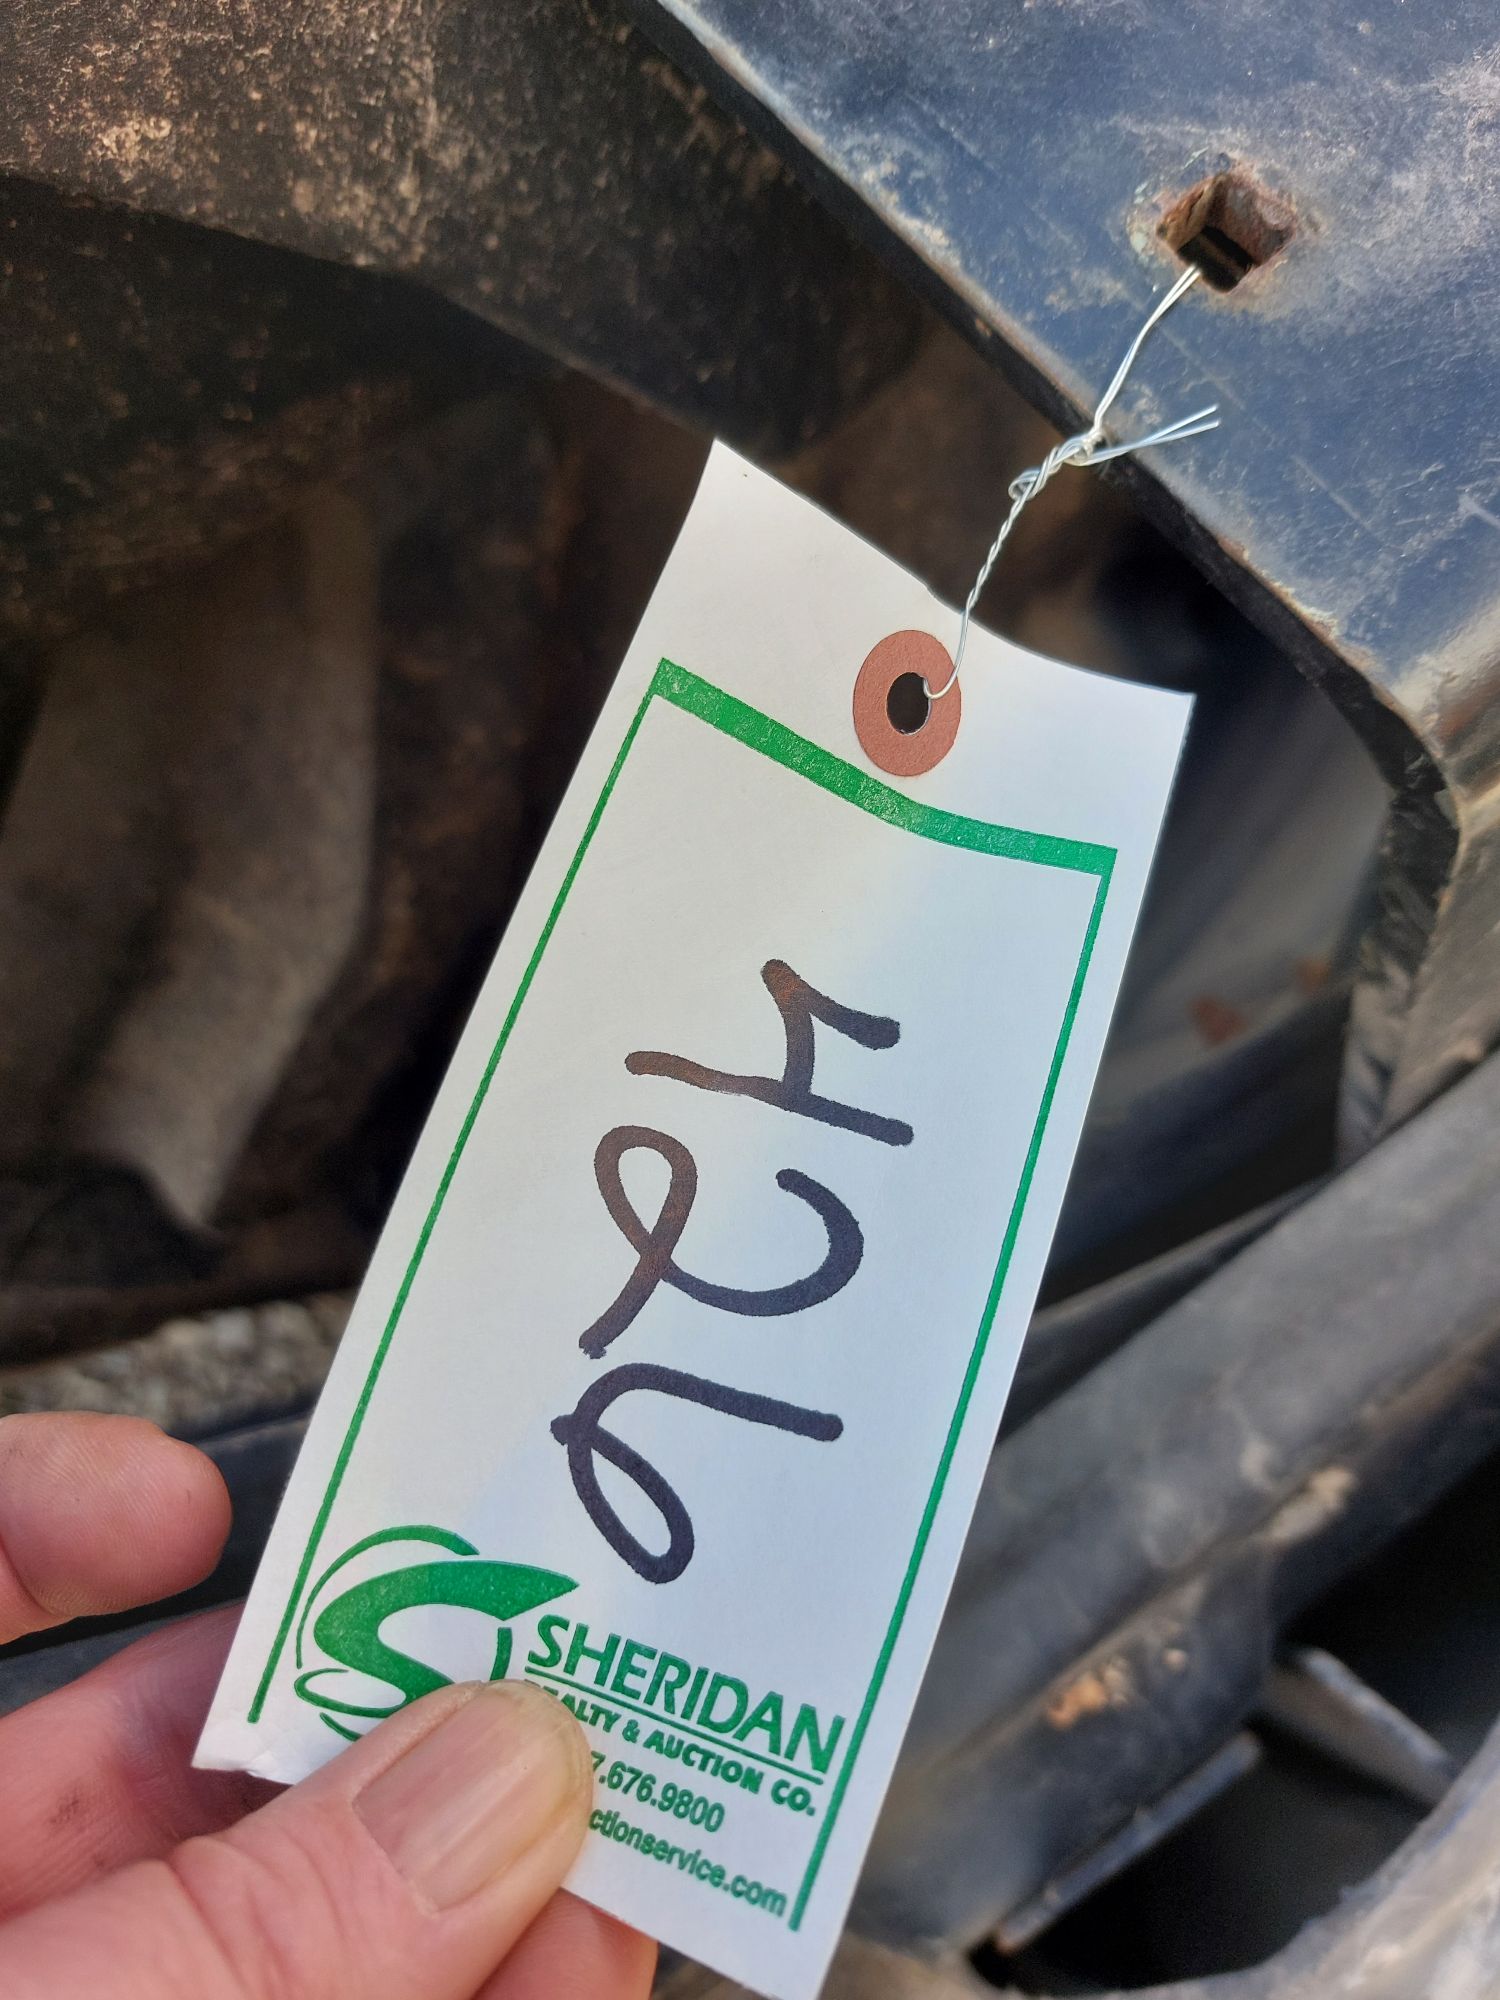 426
SHERIDAN
ALTY & AUCTION CO.
7.676.9800
ctionservice.com